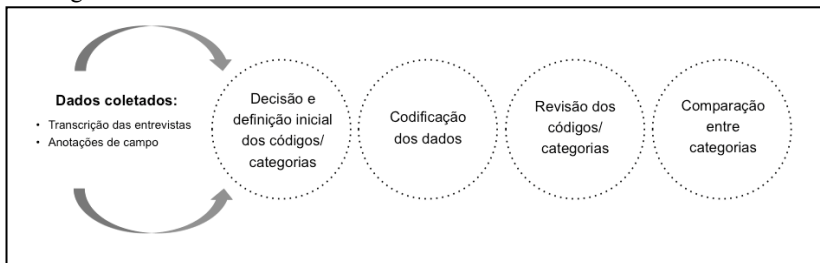 Dados coletados:
• Transcrição das entrevistas
• Anotações de campo
Decisão e
definição inicial
dos códigos/
categorias
Codificação
dos dados
Revisão dos
códigos/
categorias
Comparação
entre
categorias